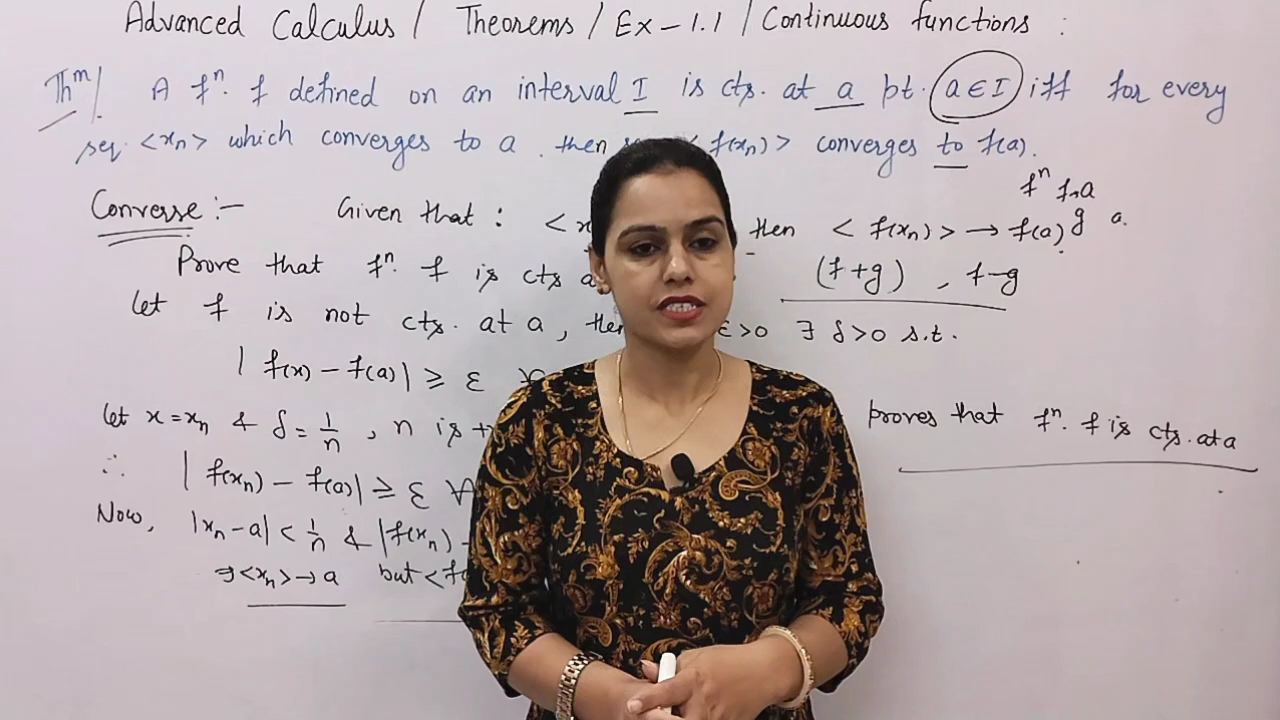 Advanced Calculus / Theorems / Ex - 1.1 / Continuous functions :
Thᵐ/ A fⁿ. f defined on an interval I is cts. at a pt. a ∈ I iff for every
seq. <xₙ> which converges to a . then f(xₙ) > converges to f(a).
fⁿ f a
Converse :- Given that : < then < f(xₙ) > → f(a) g a.
Prove that fⁿ. f is cts (f+g) , f-g
let f is not cts. at a , ε>0 ∃ δ>0 s.t.
| f(x) - f(a) | ≥ ε
let x = xₙ & δ = 1/n , n is
proves that fⁿ. f is cts. at a
∴ | f(xₙ) - f(a) | ≥ ε ∀
Now, |xₙ - a| < 1/n & |f(xₙ) -
⇒ <xₙ> → a but <